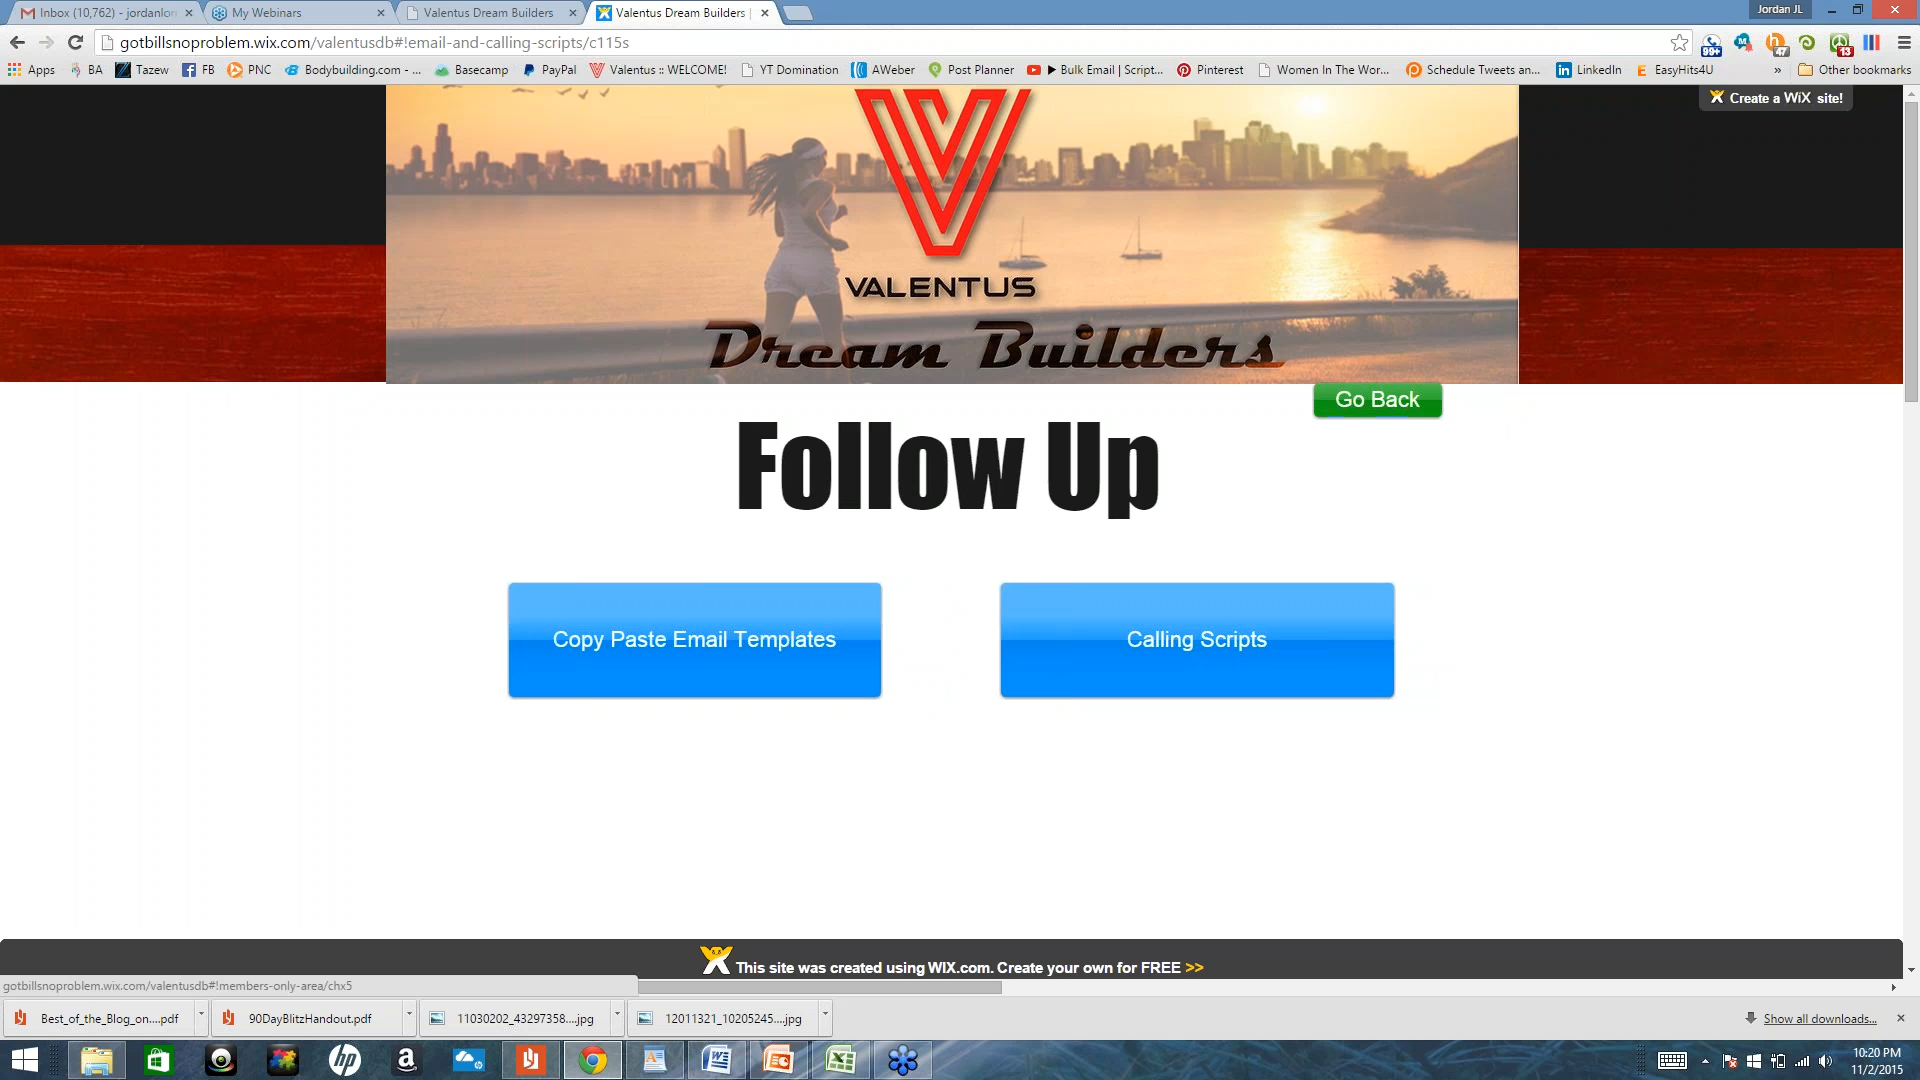 Inbox (10,762) - jordanlor
My Webinars
Valentus Dream Builders
Valentus Dream Builders |
Jordan JL
gotbillsnoproblem.wix.com/valentusdb#!email-and-calling-scripts/c115s
99+
47
13
Apps
BA
Tazew
FB
PNC
Bodybuilding.com - ...
Basecamp
PayPal
Valentus :: WELCOME!
YT Domination
AWeber
Post Planner
▶ Bulk Email | Script...
Pinterest
Women In The Wor...
Schedule Tweets an...
LinkedIn
EasyHits4U
»
Other bookmarks
Create a WiX site!
VALENTUS
Dream Builders
Go Back
Follow Up
Copy Paste Email Templates
Calling Scripts
This site was created using WIX.com. Create your own for FREE >>
gotbillsnoproblem.wix.com/valentusdb#!members-only-area/chx5
Best_of_the_Blog_on....pdf
90DayBlitzHandout.pdf
11030202_43297358....jpg
12011321_10205245....jpg
Show all downloads...
10:20 PM
11/2/2015